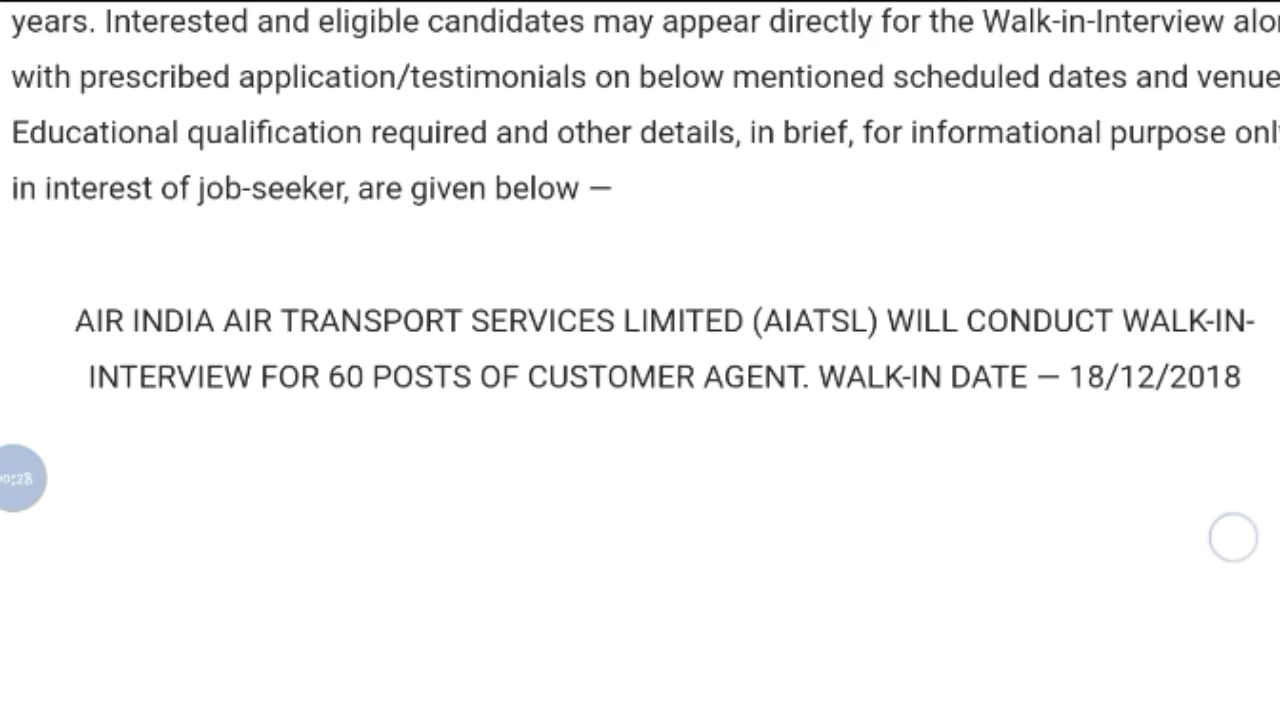 years. Interested and eligible candidates may appear directly for the Walk-in-Interview
with prescribed application/testimonials on below mentioned scheduled dates and venue
Educational qualification required and other details, in brief, for informational purpose
in interest of job-seeker, are given below —
AIR INDIA AIR TRANSPORT SERVICES LIMITED (AIATSL) WILL CONDUCT WALK-IN-
INTERVIEW FOR 60 POSTS OF CUSTOMER AGENT. WALK-IN DATE — 18/12/2018